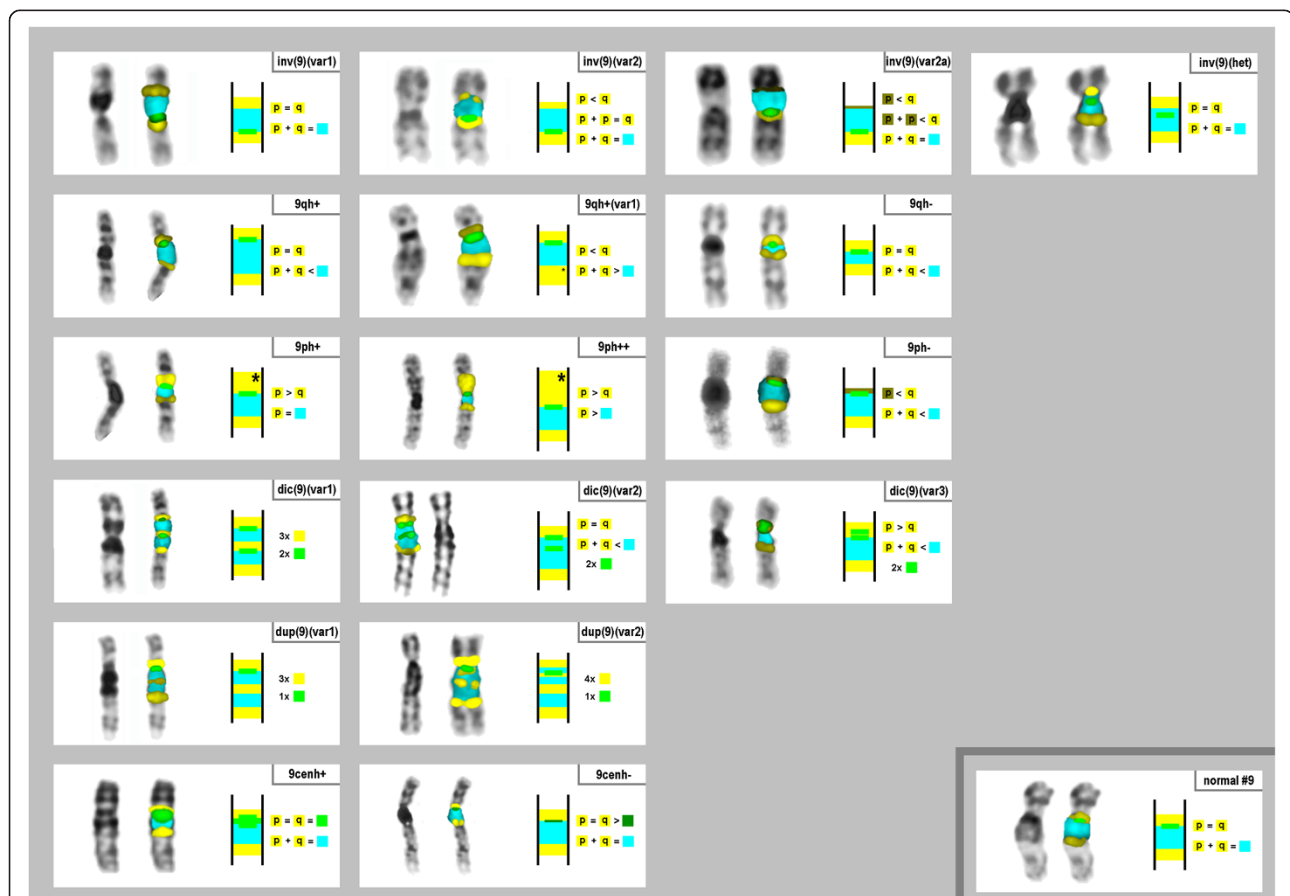 inv(9)(var1)
p = q
p + q =
inv(9)(var2)
p < q
p + p = q
p + q =
inv(9)(var2a)
p < q
p + p < q
p + q =
inv(9)(het)
p = q
p + q =
9qh+
p = q
p + q <
9qh+(var1)
p < q
p + q >
*
9qh-
p = q
p + q <
9ph+
*
p > q
p =
9ph++
*
p > q
p >
9ph-
p < q
p + q <
dic(9)(var1)
3x
2x
dic(9)(var2)
p = q
p + q <
2x
dic(9)(var3)
p > q
p + q <
2x
dup(9)(var1)
3x
1x
dup(9)(var2)
4x
1x
9cenh+
p = q =
p + q =
9cenh-
p = q >
p + q =
normal #9
p = q
p + q =